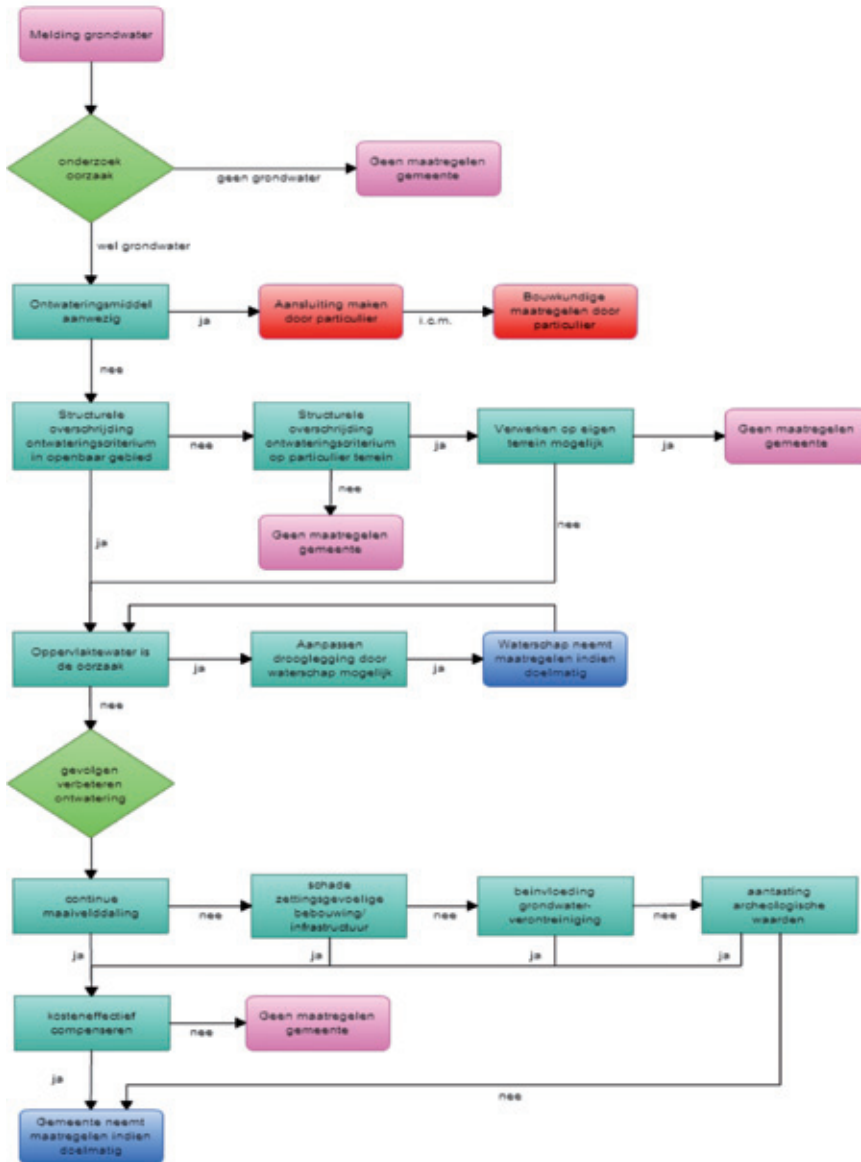 Melding grondwater
onderzoek
oorzaak
geen grondwater
Geen maatregelen
gemeente
wel grondwater
Ontwateringsmiddel
aanwezig
ja
Aansluiting maken
door particulier
i.c.m.
Bouwkundige
maatregelen door
particulier
nee
Structurele
overschrijding
ontwateringscriterium
in openbaar gebied
nee
Structurele
overschrijding
ontwateringscriterium
op particulier terrein
ja
Verwerken op eigen
terrein mogelijk
ja
Geen maatregelen
gemeente
nee
Geen maatregelen
gemeente
nee
ja
Oppervlaktewater is
de oorzaak
ja
Aanpassen
drooglegging door
waterschap mogelijk
ja
Waterschap neemt
maatregelen indien
doelmatig
nee
gevolgen
verbeteren
ontwatering
continue
maaivelddaling
nee
schade
zettingsgevoelige
bebouwing/
infrastructuur
nee
beinvloeding
grondwater-
verontreiniging
nee
aantasting
archeologische
waarden
ja
ja
ja
ja
kosteneffectief
compenseren
nee
Geen maatregelen
gemeente
ja
nee
Gemeente neemt
maatregelen indien
doelmatig